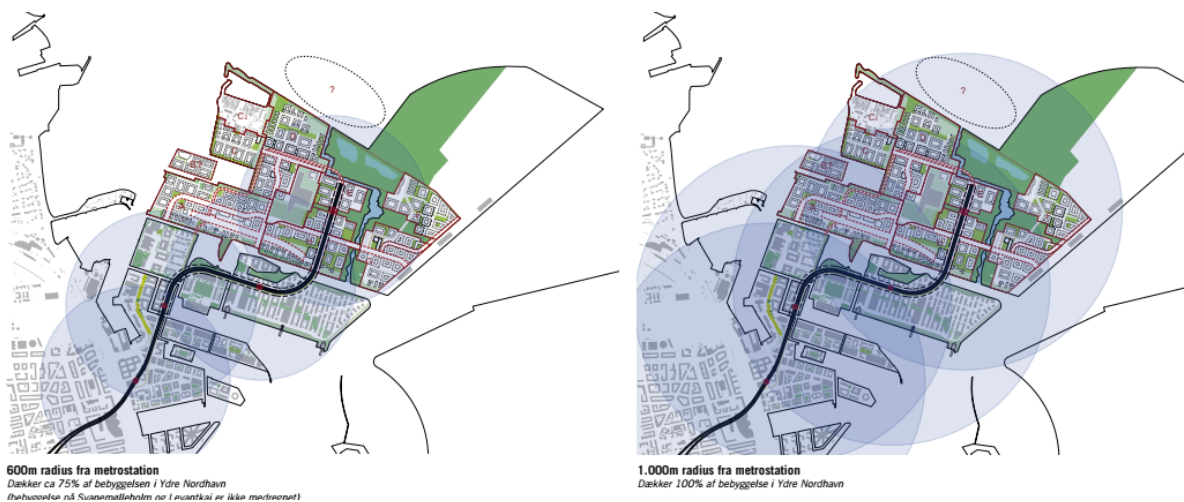 ?
?
600m radius fra metrostation
Dækker ca 75% af bebyggelsen i Ydre Nordhavn
(bebyggelse på Svanemølleholm og Levantkaj er ikke medregnet)
1.000m radius fra metrostation
Dækker 100% af bebyggelse i Ydre Nordhavn